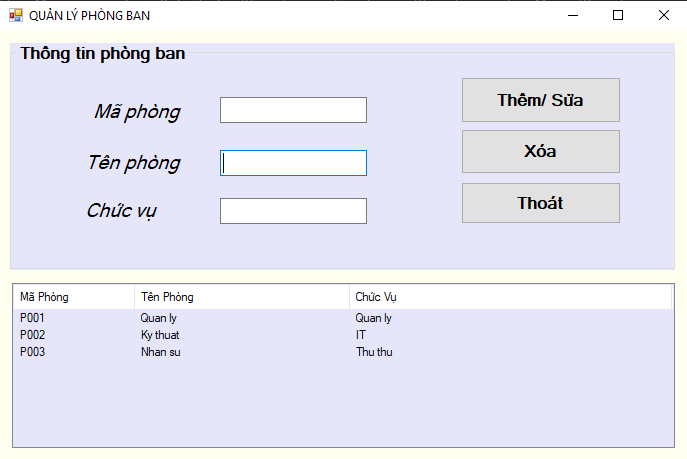 QUẢN LÝ PHÒNG BAN
Thông tin phòng ban
Mã phòng
Thêm/ Sửa
Tên phòng
Xóa
Chức vụ
Thoát
Mã Phòng Tên Phòng Chức Vụ
P001 Quan ly Quan ly
P002 Ky thuat IT
P003 Nhan su Thu thu